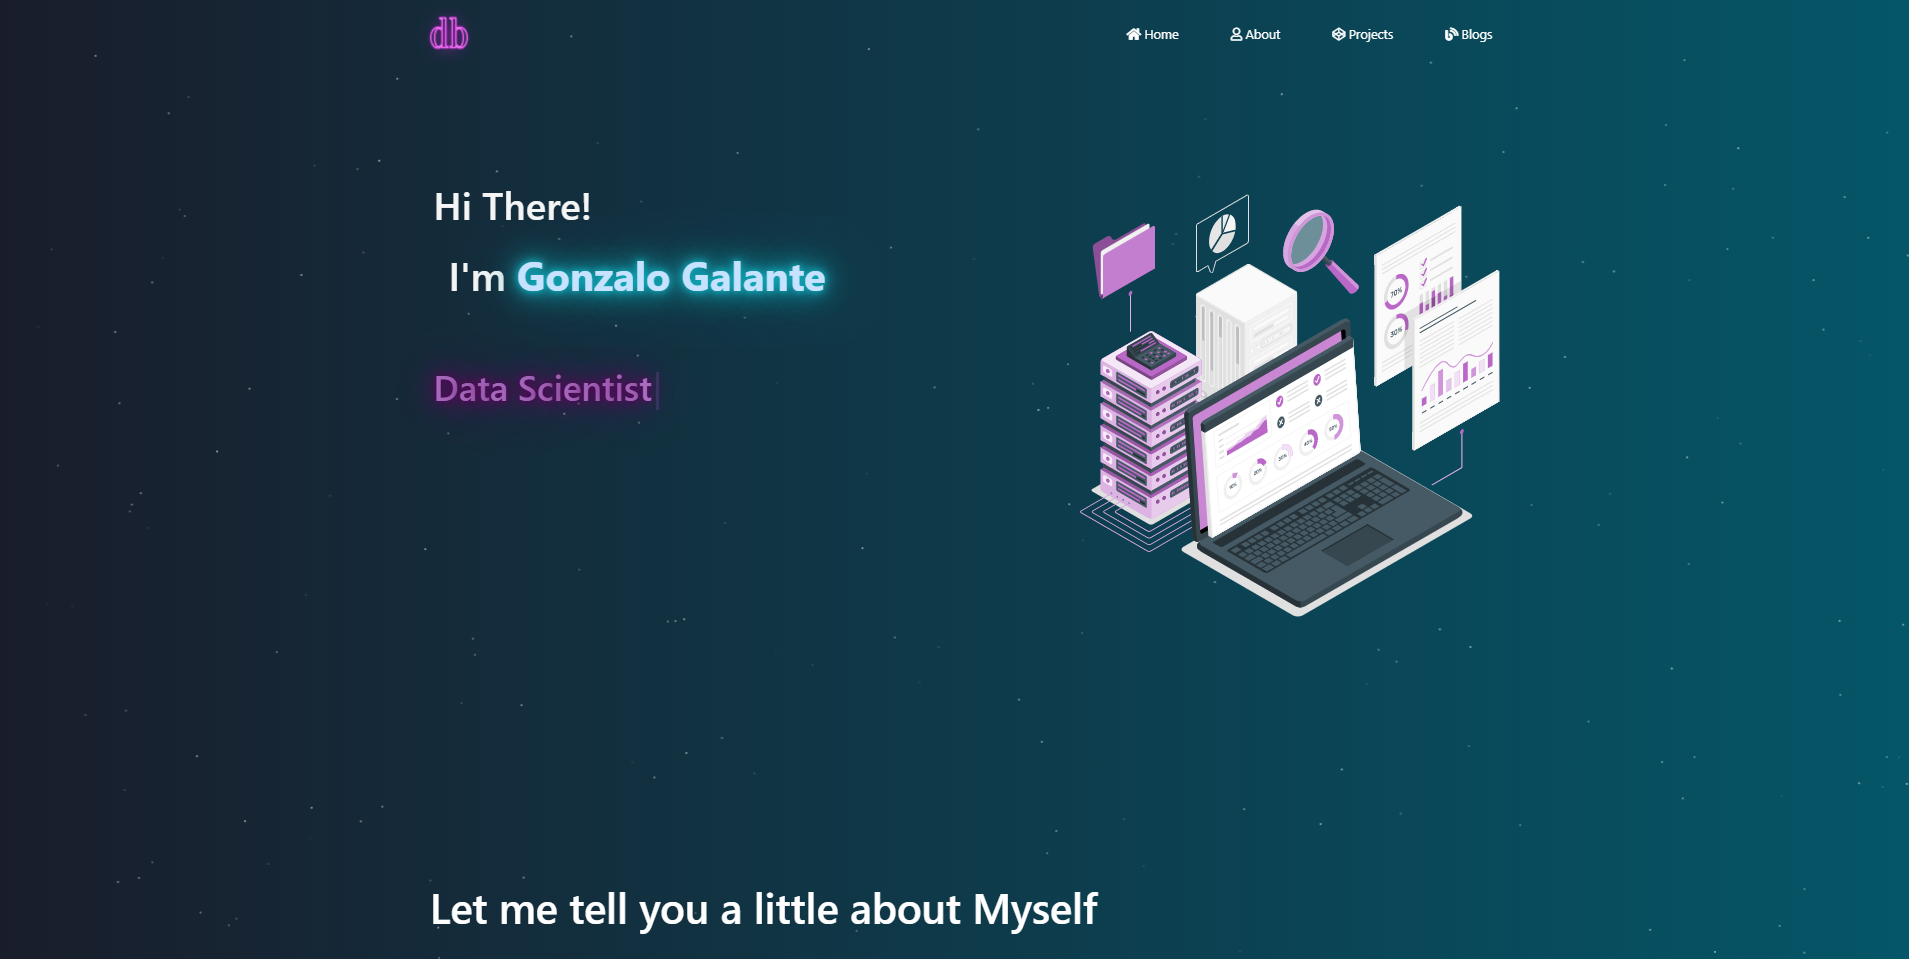 db
Home About Projects Blogs
Hi There!
I'm Gonzalo Galante
Data Scientist
70%
30%
Let me tell you a little about Myself